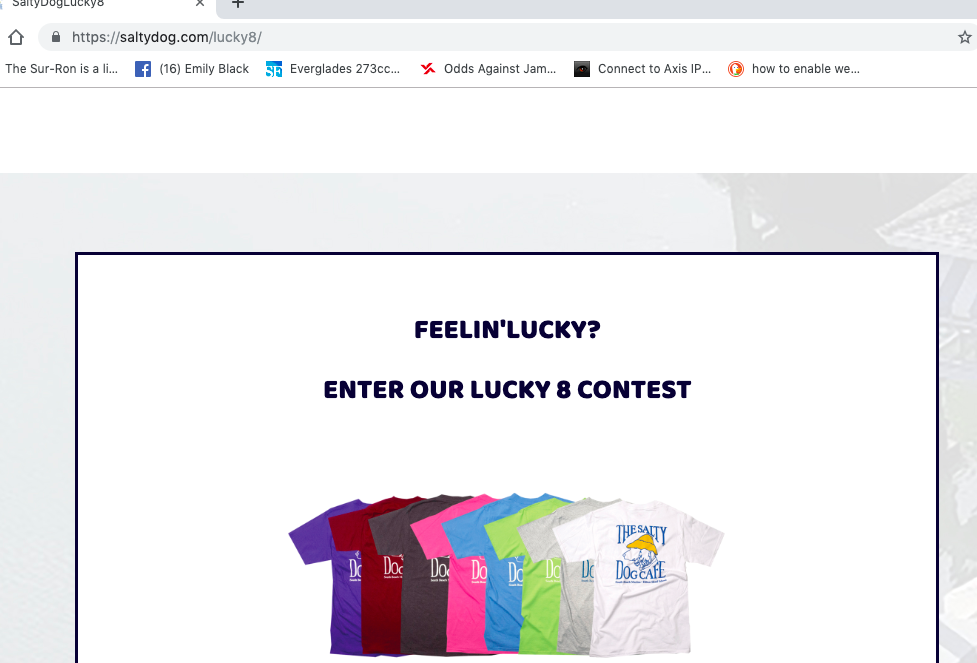 SaltyDogLucky8
https://saltydog.com/lucky8/
The Sur-Ron is a li...
(16) Emily Black
SF
Everglades 273cc...
Odds Against Jam...
Connect to Axis IP...
how to enable we...
FEELIN'LUCKY?
ENTER OUR LUCKY 8 CONTEST
THE SALTY
DOG CAFE